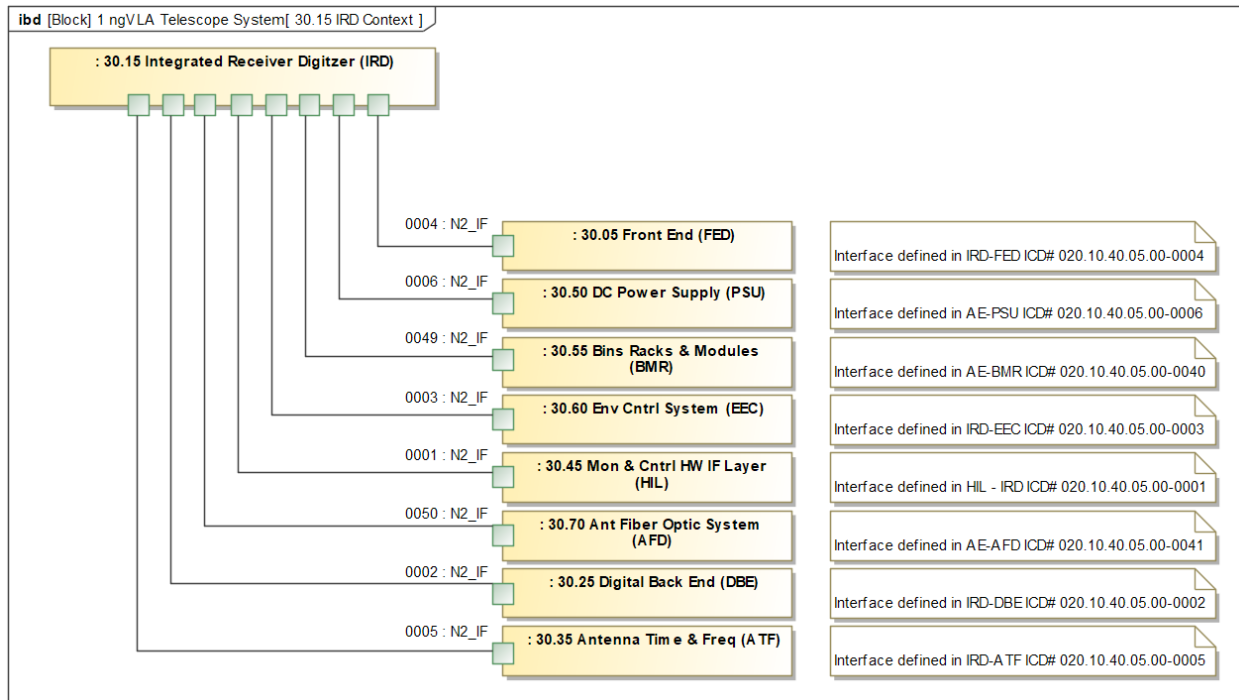 ibd [Block] 1 ngVLA Telescope System[ 30.15 IRD Context ]
: 30.15 Integrated Receiver Digitzer (IRD)
0004 : N2_IF
: 30.05 Front End (FED)
Interface defined in IRD-FED ICD# 020.10.40.05.00-0004
0006 : N2_IF
: 30.50 DC Power Supply (PSU)
Interface defined in AE-PSU ICD# 020.10.40.05.00-0006
0049 : N2_IF
: 30.55 Bins Racks & Modules
(BMR)
Interface defined in AE-BMR ICD# 020.10.40.05.00-0040
0003 : N2_IF
: 30.60 Env Cntrl System (EEC)
Interface defined in IRD-EEC ICD# 020.10.40.05.00-0003
0001 : N2_IF
: 30.45 Mon & Cntrl HW IF Layer
(HIL)
Interface defined in HIL - IRD ICD# 020.10.40.05.00-0001
0050 : N2_IF
: 30.70 Ant Fiber Optic System
(AFD)
Interface defined in AE-AFD ICD# 020.10.40.05.00-0041
0002 : N2_IF
: 30.25 Digital Back End (DBE)
Interface defined in IRD-DBE ICD# 020.10.40.05.00-0002
0005 : N2_IF
: 30.35 Antenna Time & Freq (ATF)
Interface defined in IRD-ATF ICD# 020.10.40.05.00-0005